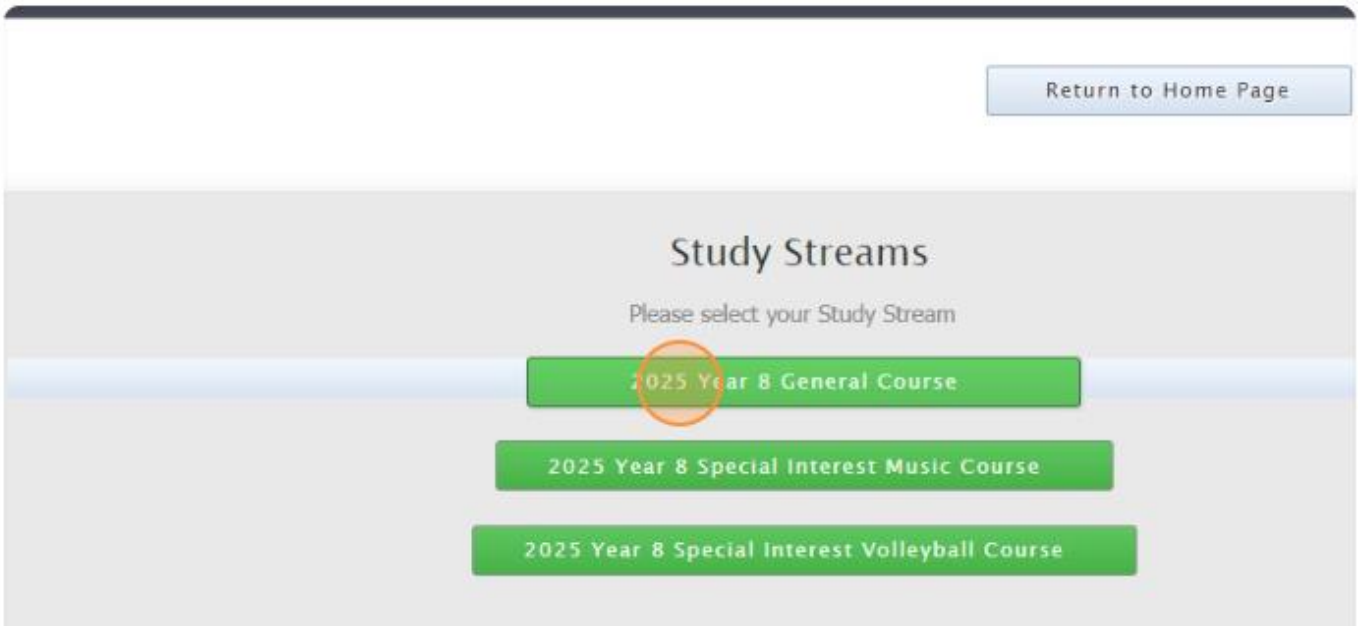 Return to Home Page
Study Streams
Please select your Study Stream
2025 Year 8 General Course
2025 Year 8 Special Interest Music Course
2025 Year 8 Special Interest Volleyball Course